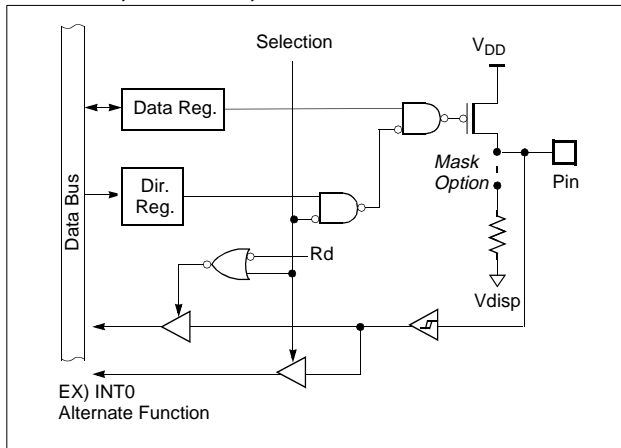 Selection
VDD
Data Reg.
Mask
Option
Pin
Dir.
Reg.
Data Bus
Rd
Vdisp
EX) INT0
Alternate Function